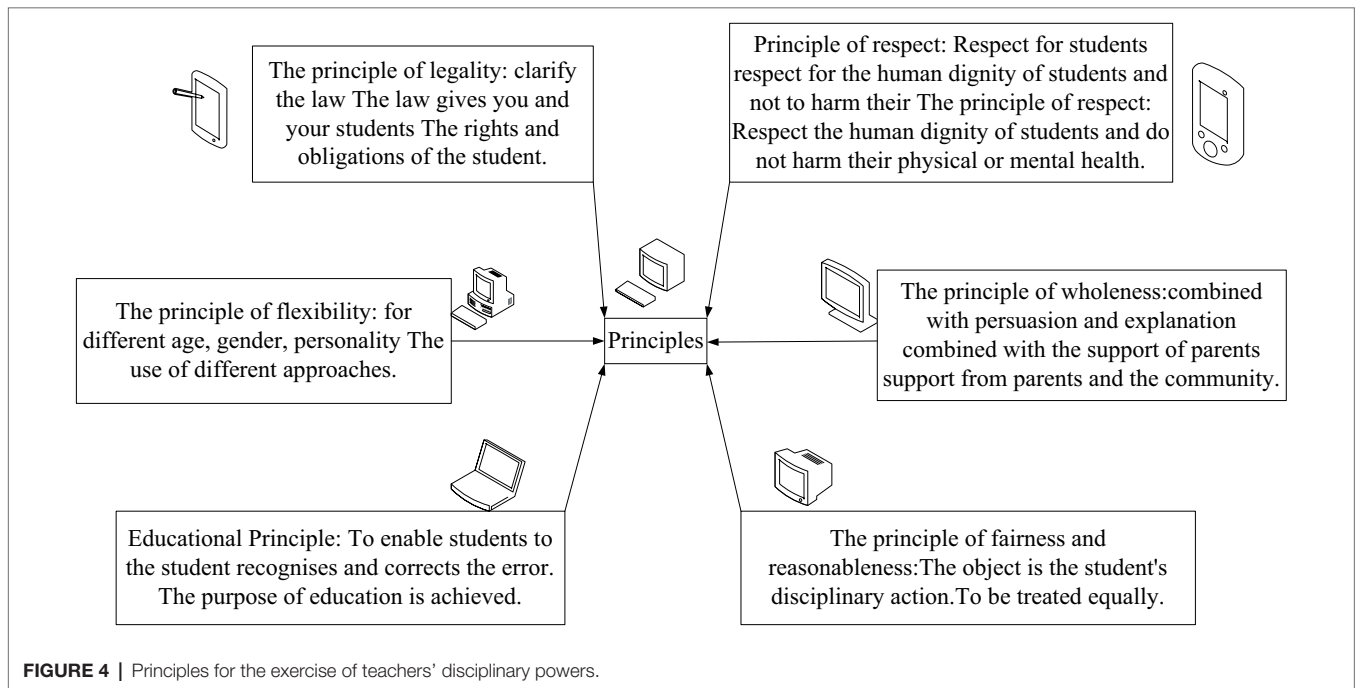 The principle of legality: clarify
the law The law gives you and
your students The rights and
obligations of the student.
Principle of respect: Respect for students
respect for the human dignity of students and
not to harm their The principle of respect:
Respect the human dignity of students and do
not harm their physical or mental health.
The principle of flexibility: for
different age, gender, personality The
use of different approaches.
Principles
The principle of wholeness:combined
with persuasion and explanation
combined with the support of parents
support from parents and the community.
Educational Principle: To enable students to
the student recognises and corrects the error.
The purpose of education is achieved.
The principle of fairness and
reasonableness:The object is the student's
disciplinary action.To be treated equally.
FIGURE 4 | Principles for the exercise of teachers’ disciplinary powers.